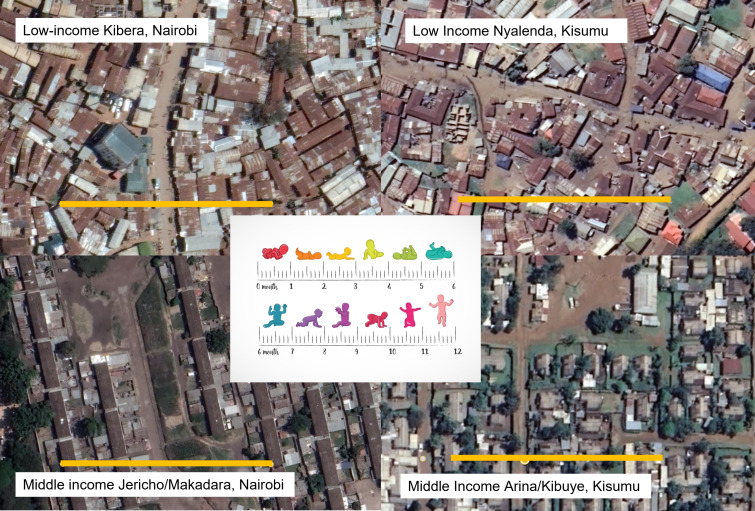 Low-income Kibera, Nairobi
Low Income Nyalenda, Kisumu
0 month 1 2 3 4 5 6
6 month 7 8 9 10 11 12
Middle income Jericho/Makadara, Nairobi
Middle Income Arina/Kibuye, Kisumu